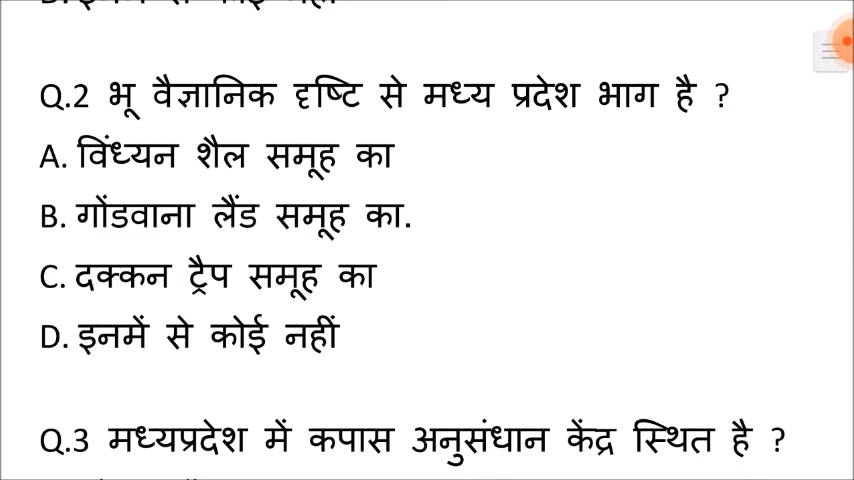 Q.2 भू वैज्ञानिक दृष्टि से मध्य प्रदेश भाग है ?
A. विंध्यन शैल समूह का
B. गोंडवाना लैंड समूह का.
C. दक्कन ट्रैप समूह का
D. इनमें से कोई नहीं
Q.3 मध्यप्रदेश में कपास अनुसंधान केंद्र स्थित है ?